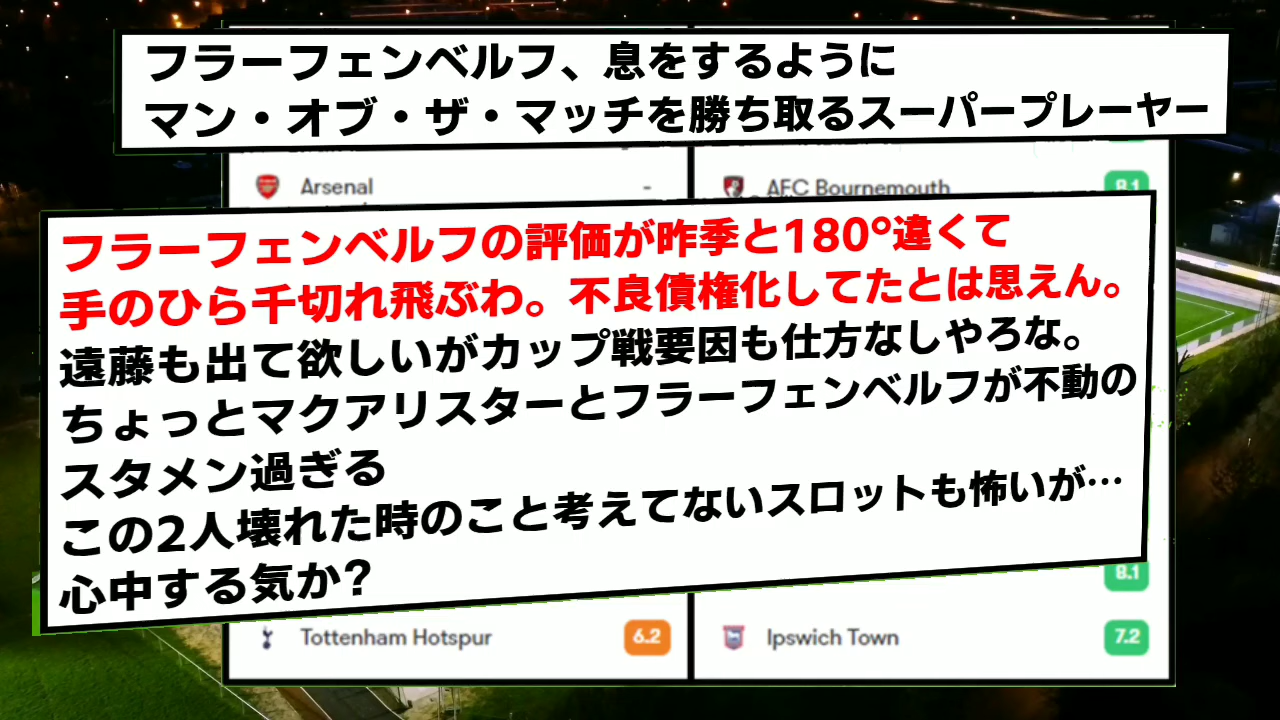 フラーフェンベルフ、息をするように
マン・オブ・ザ・マッチを勝ち取るスーパープレーヤー
Arsenal -
AFC Bournemouth 8.1
フラーフェンベルフの評価が昨季と180°違くて
手のひら千切れ飛ぶわ。不良債権化してたとは思えん。
遠藤も出て欲しいがカップ戦要因も仕方なしやろな。
ちょっとマクアリスターとフラーフェンベルフが不動の
スタメン過ぎる
この2人壊れた時のこと考えてないスロットも怖いが…
心中する気か?
8.1
Tottenham Hotspur 6.2
Ipswich Town 7.2